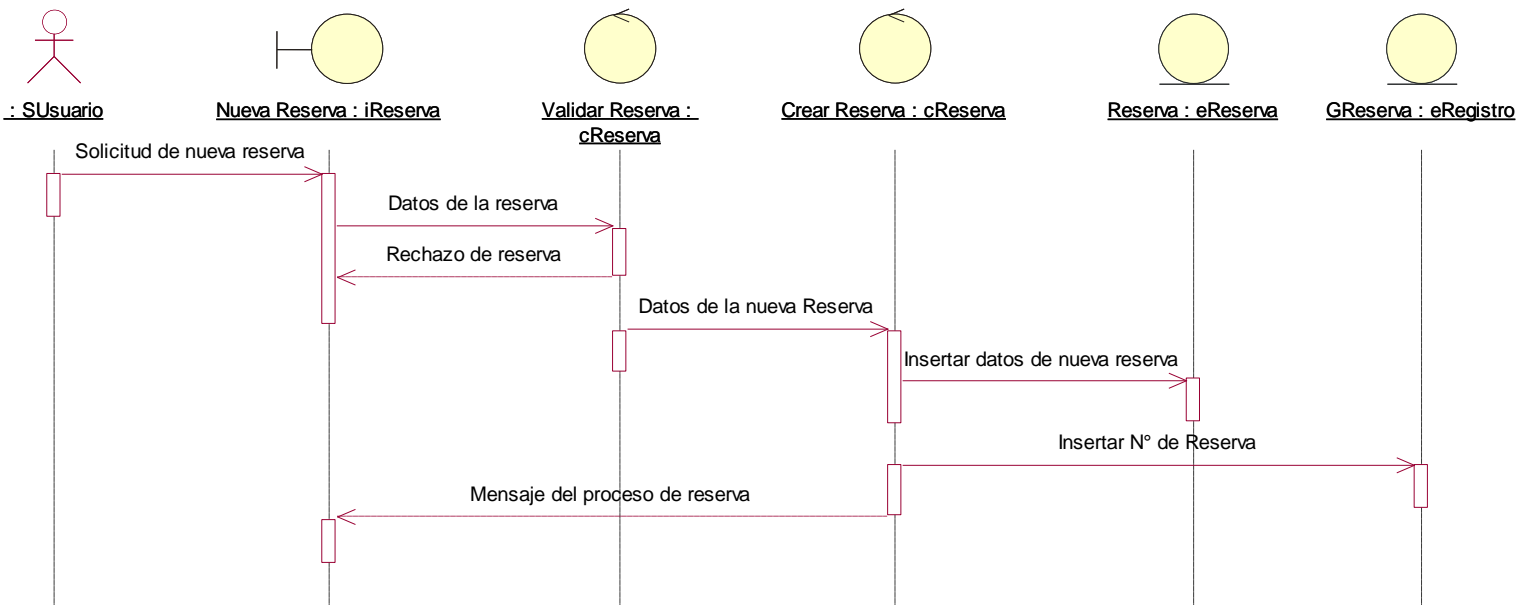 : SUsuario
Nueva Reserva : iReserva
Validar Reserva :
cReserva
Crear Reserva : cReserva
Reserva : eReserva
GReserva : eRegistro
Solicitud de nueva reserva
Datos de la reserva
Rechazo de reserva
Datos de la nueva Reserva
Insertar datos de nueva reserva
Insertar N° de Reserva
Mensaje del proceso de reserva